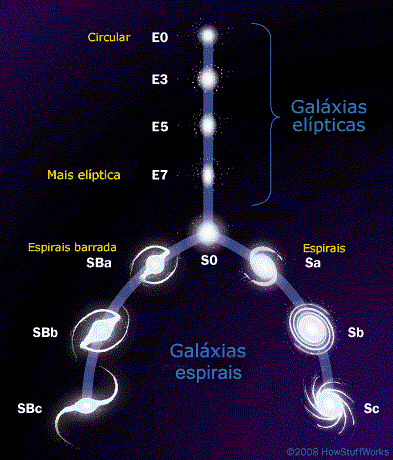 Circular E0
E3
Galáxias
elípticas
E5
Mais elíptica E7
Espirais barrada
SBa
S0
Espirais
Sa
SBb
Sb
Galáxias
espirais
SBc
Sc
©2008 HowStuffWorks